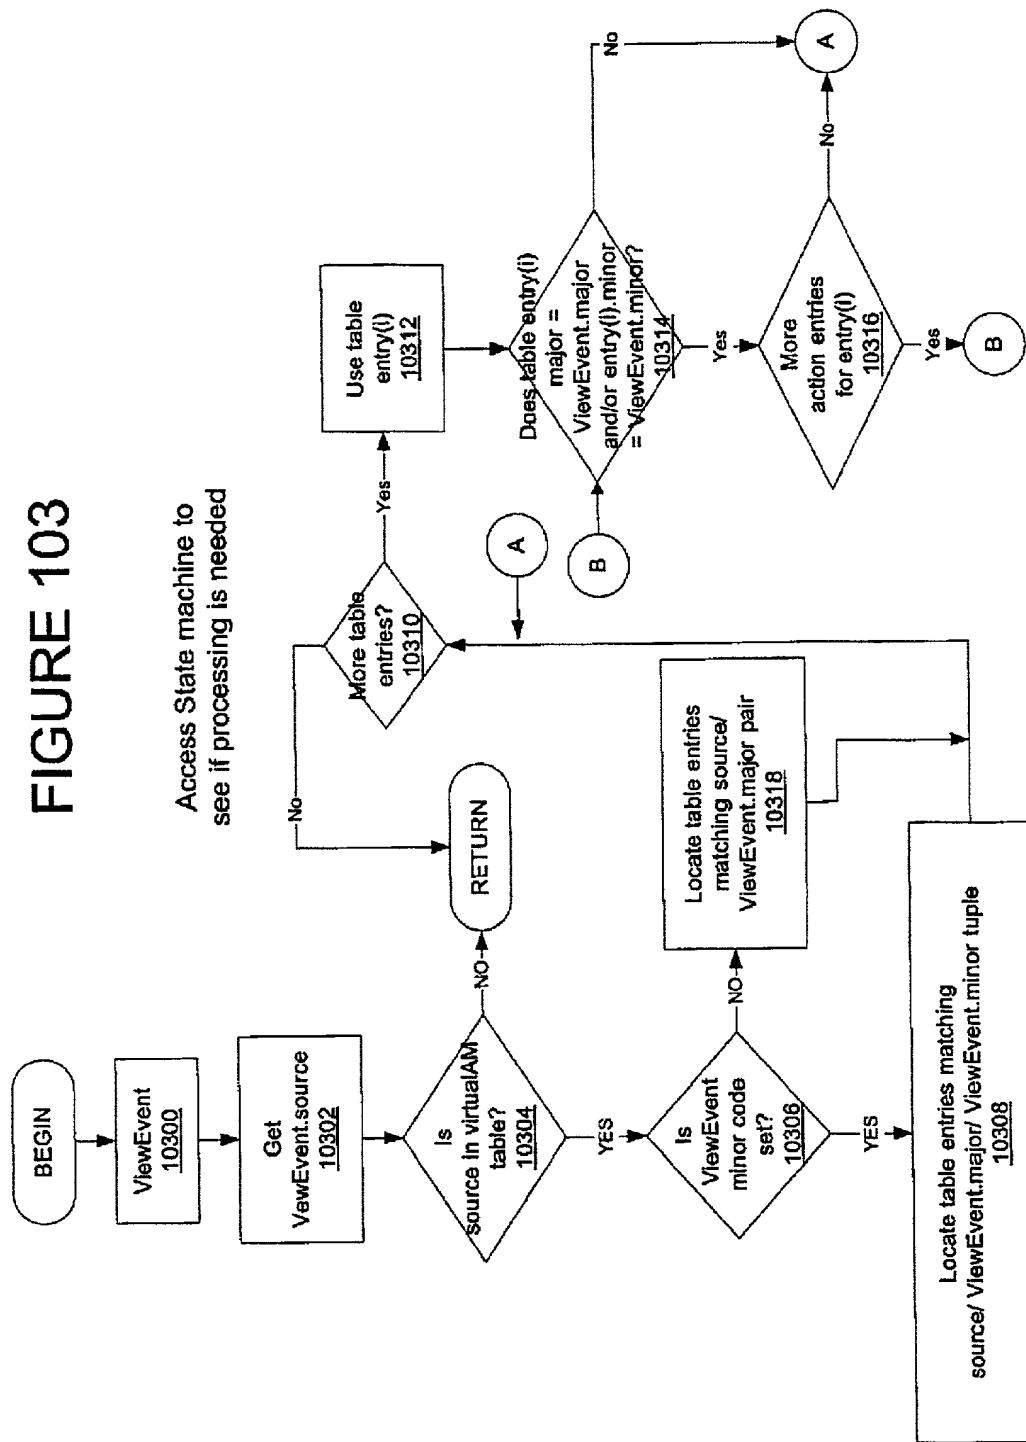 FIGURE 103
Access State machine to
see if processing is needed
BEGIN
ViewEvent
10300
Get
VewEvent.source
10302
Is
source in virtualAM
table?
10304
NO
RETURN
YES
Is
ViewEvent
minor code
set?
10306
NO
Locate table entries
matching source/
ViewEvent.major pair
10318
YES
Locate table entries matching
source/ ViewEvent.major/ ViewEvent.minor tuple
10308
A
More table
entries?
10310
No
Yes
Use table
entry(i)
10312
B
Does table entry(i)
major =
ViewEvent.major
and/or entry(i).minor
= ViewEvent.minor?
10314
No
A
Yes
More
action entries
for entry(i)
10316
No
Yes
B